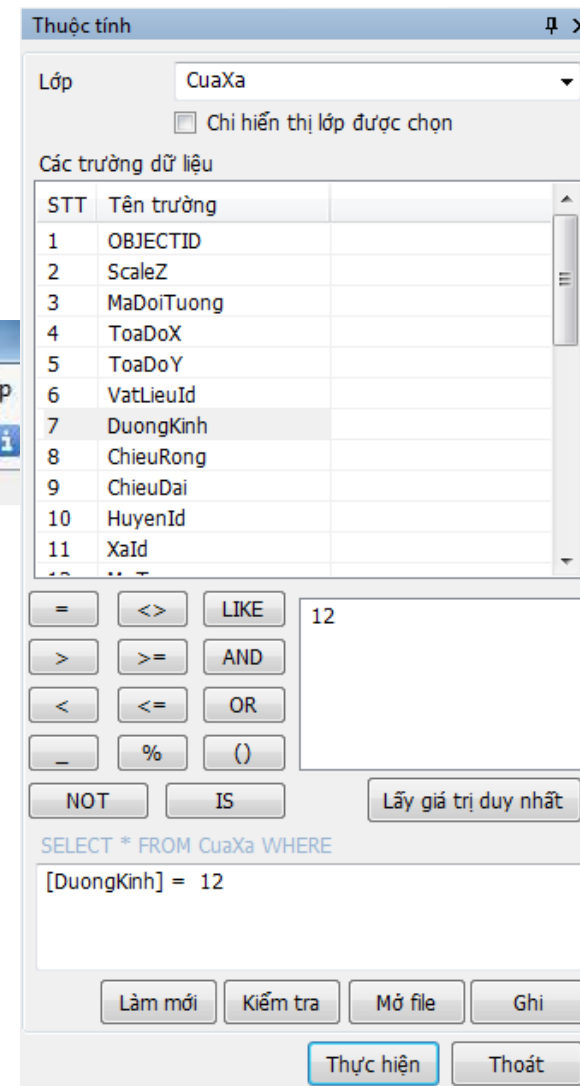 Thuộc tính
Lớp CuaXa
Chi hiển thị lớp được chọn
Các trường dữ liệu
STT Tên trường
1 OBJECTID
2 ScaleZ
3 MaDoiTuong
4 ToaDoX
5 ToaDoY
6 VatLieuId
7 DuongKinh
8 ChieuRong
9 ChieuDai
10 HuyenId
11 XaId
= <> LIKE
12
> >= AND
< <= OR
_ % ()
NOT IS Lấy giá trị duy nhất
SELECT * FROM CuaXa WHERE
[DuongKinh] = 12
Làm mới Kiểm tra Mở file Ghi
Thực hiện Thoát